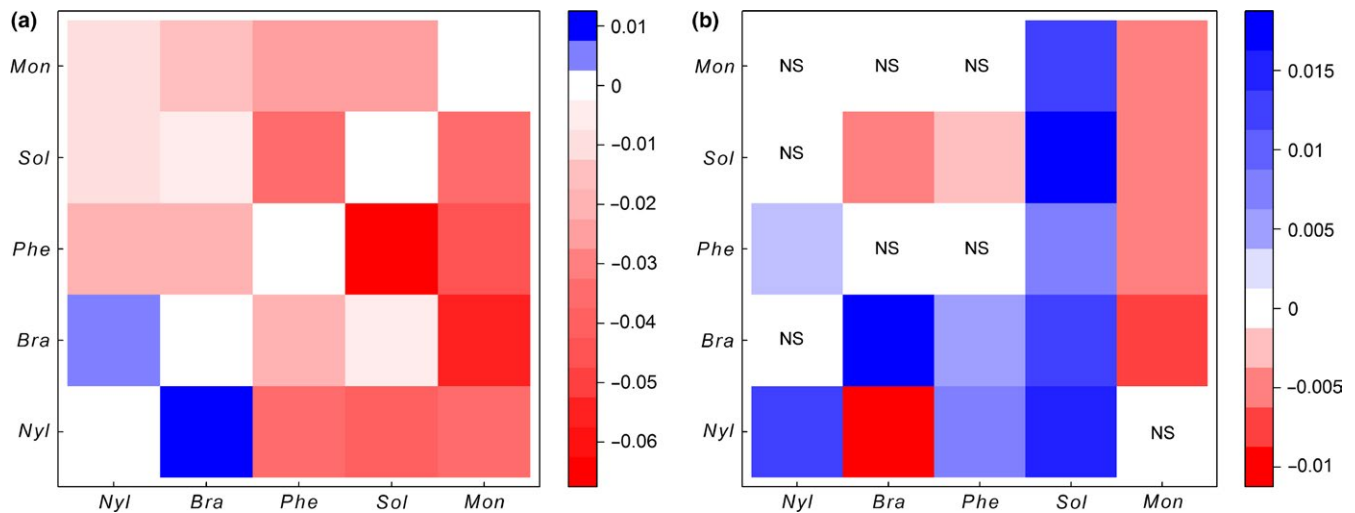 (a)
Mon
Sol
Phe
Bra
Nyl
Nyl Bra Phe Sol Mon
0.01
0
−0.01
−0.02
−0.03
−0.04
−0.05
−0.06
(b)
Mon NS NS NS
Sol NS
Phe NS NS
Bra NS
Nyl NS
Nyl Bra Phe Sol Mon
0.015
0.01
0.005
0
−0.005
−0.01